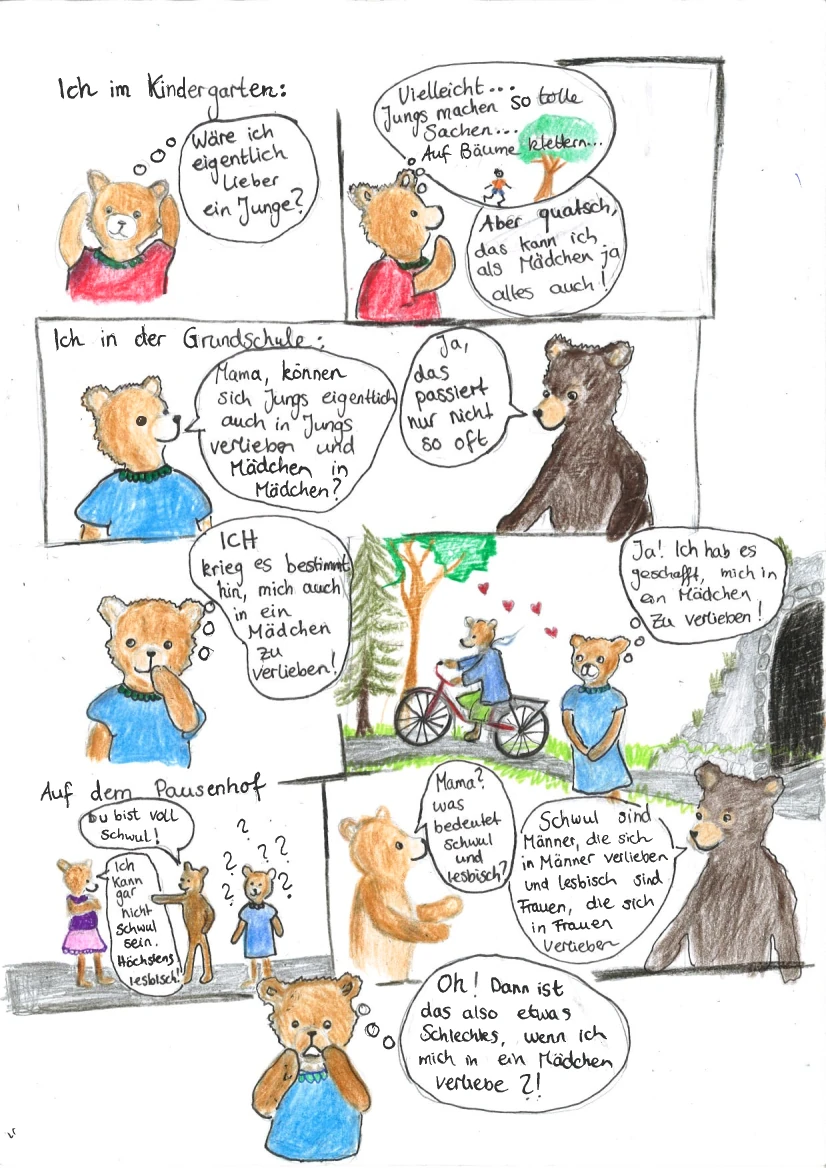 Ich im Kindergarten:
Wäre ich
eigentlich
lieber
ein Junge?
Vielleicht...
Jungs machen so tolle
Sachen...
Auf Bäume klettern...
Aber quatsch,
das kann ich
als Mädchen ja
alles auch!
Ich in der Grundschule:
Mama, können
sich Jungs eigentlich
auch in Jungs
verlieben und
Mädchen in
Mädchen?
Ja,
das
passiert
nur nicht
so oft
ICH
krieg es bestimmt
hin, mich auch
in ein
Mädchen
zu
verlieben!
Ja! Ich hab es
geschafft, mich in
ein Mädchen
zu verlieben!
Auf dem Pausenhof
Du bist voll
schwul!
Ich
kann
gar
nicht
schwul
sein.
Höchstens
lesbisch!
? ? ? ? ? ?
Mama?
was
bedeutet
schwul
und
lesbisch?
Schwul sind
Männer, die sich
in Männer verlieben
und lesbisch sind
Frauen, die sich
in Frauen
verlieben
Oh! Dann ist
das also etwas
Schlechtes, wenn ich
mich in ein Mädchen
verliebe ?!